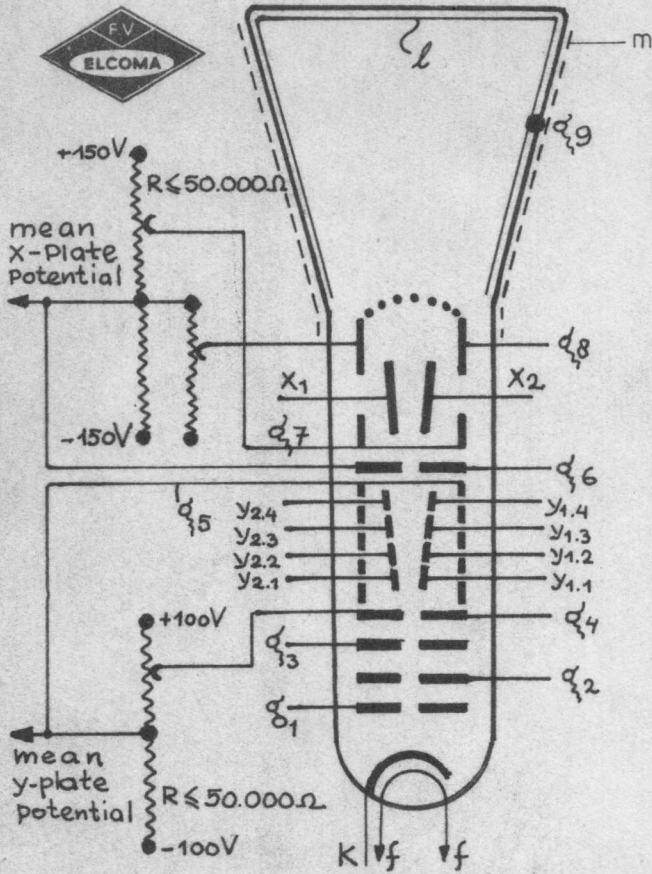 FV
ELCOMA
l
m
g9
+150V
R≤50.000Ω
mean
x-Plate
potential
g8
X1
X2
-150V
g7
g6
g5
y2.4
y1.4
y2.3
y1.3
y2.2
y1.2
y2.1
y1.1
+100V
g4
g3
g2
g1
mean
y-plate
potential
R≤50.000Ω
-100V
K f f